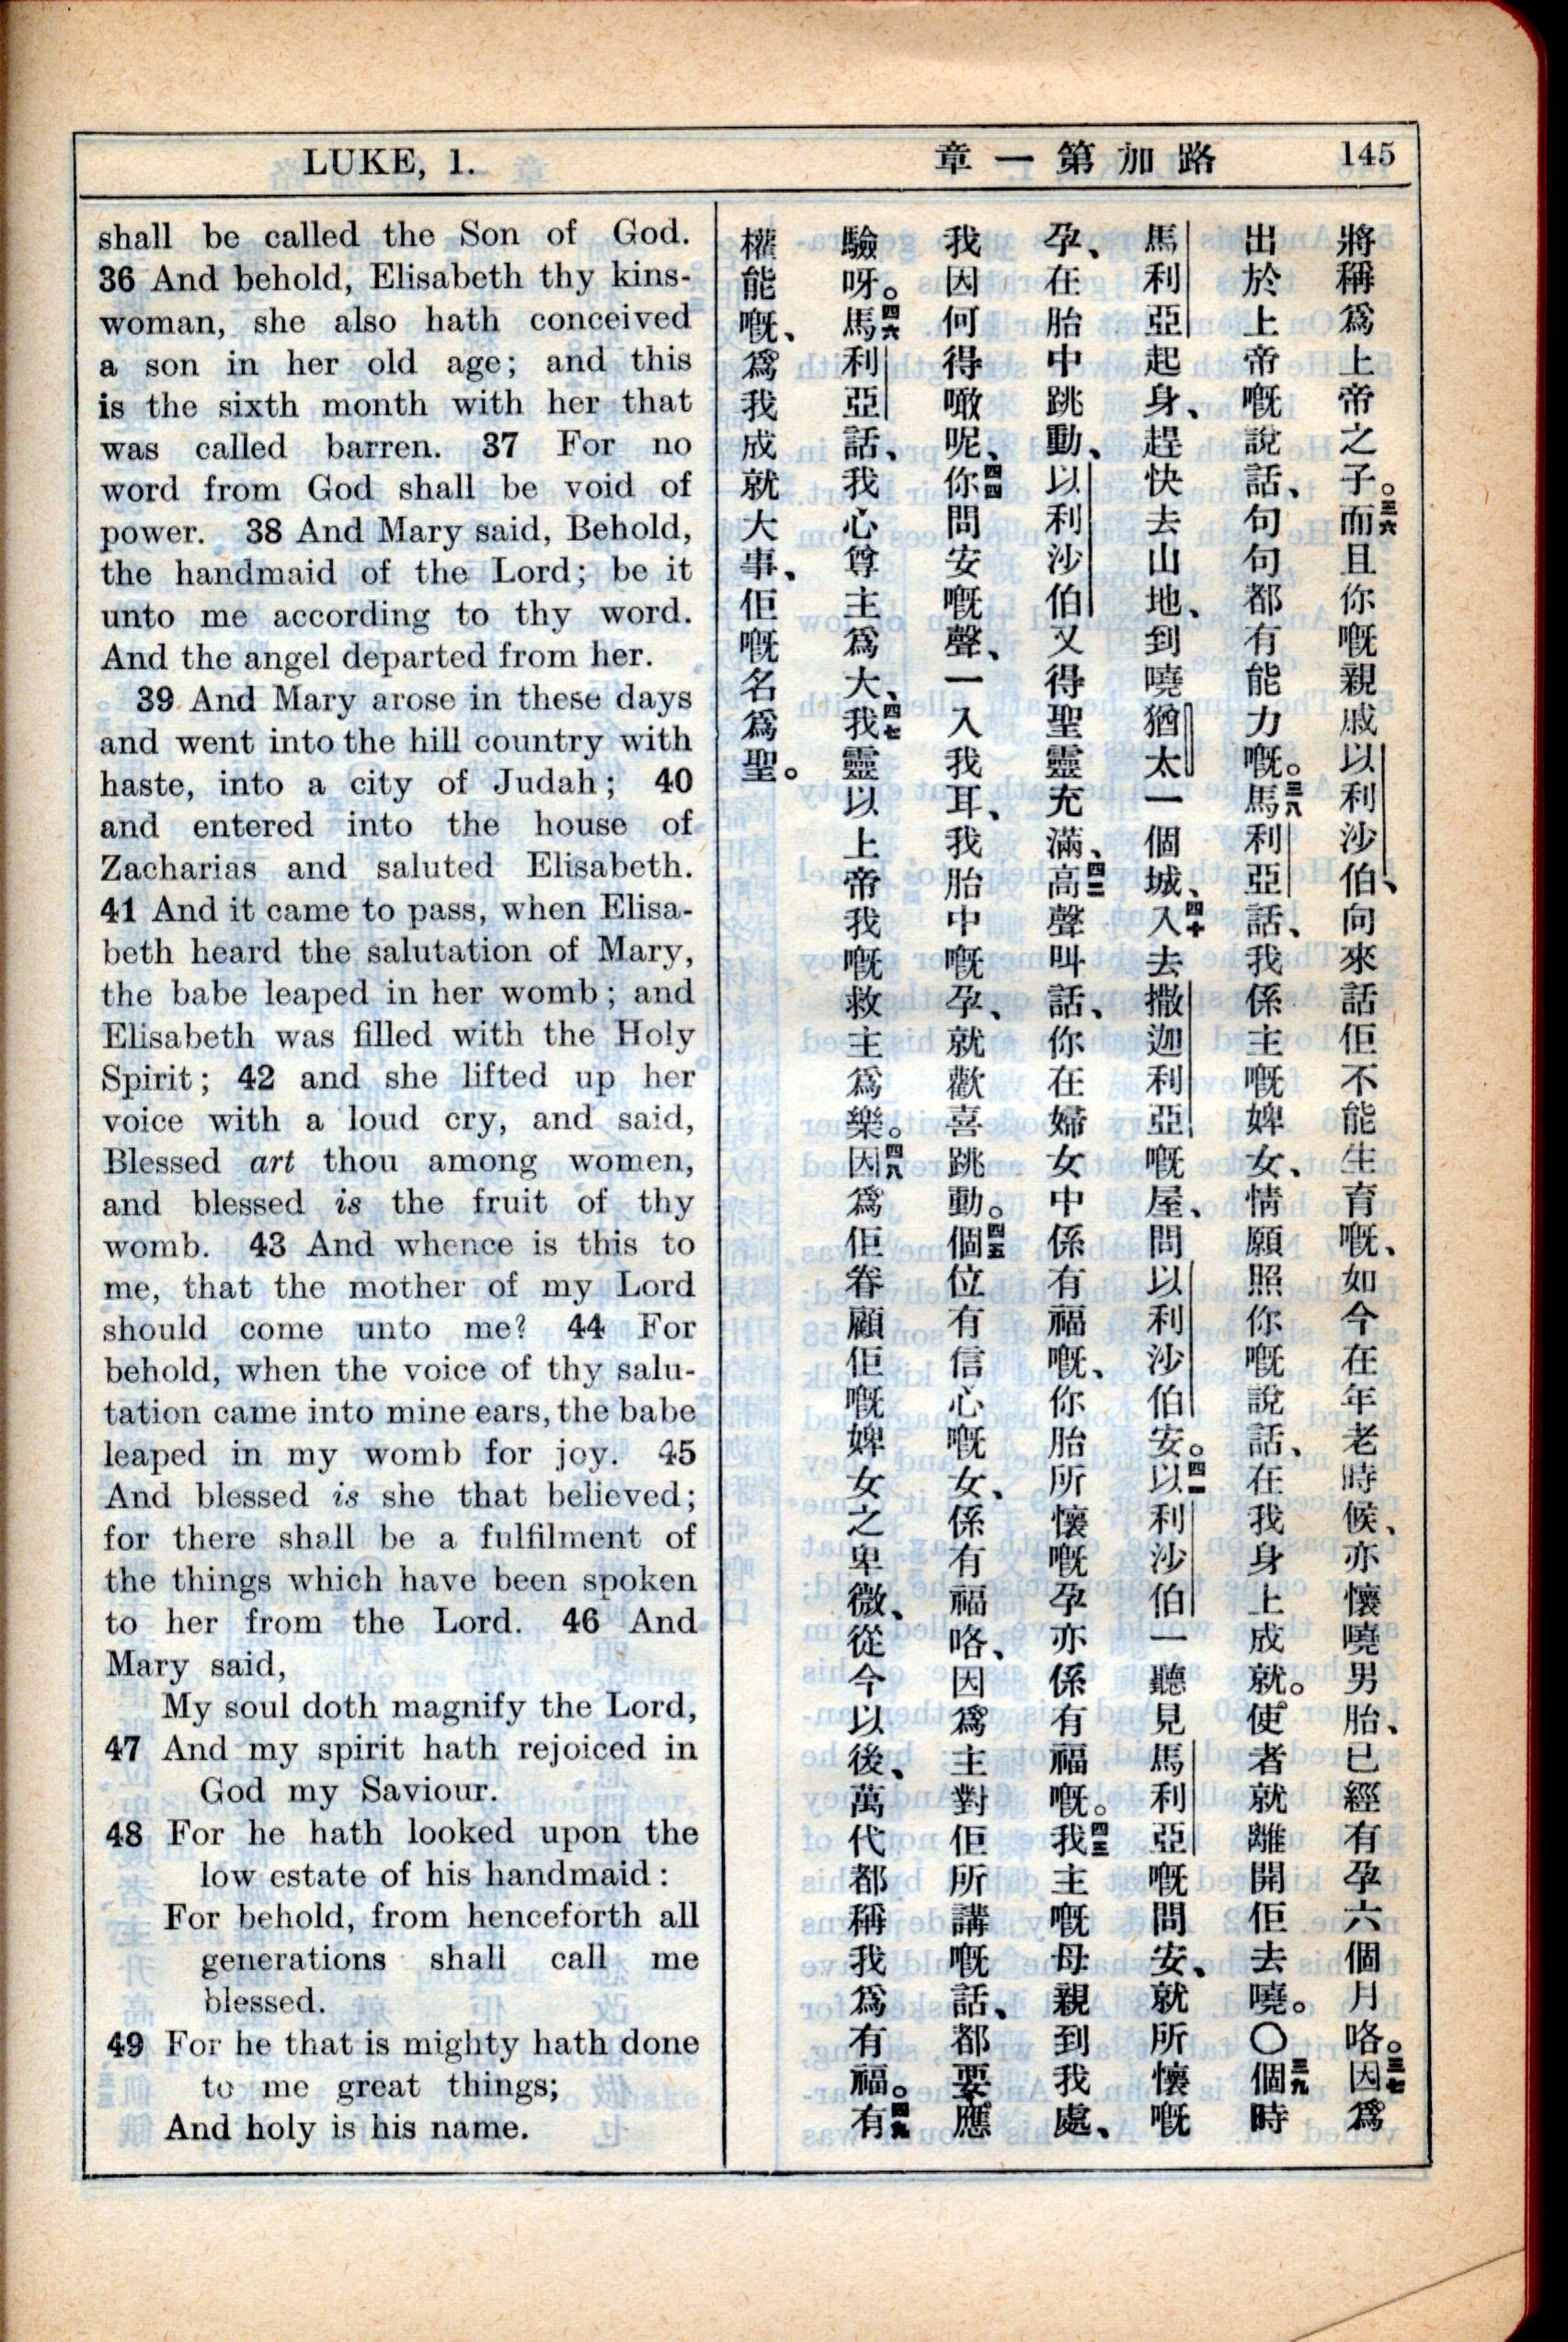 LUKE, 1.
路加第一章
145
shall be called the Son of God.
36 And behold, Elisabeth thy kins-
woman, she also hath conceived
a son in her old age; and this
is the sixth month with her that
was called barren. 37 For no
word from God shall be void of
power. 38 And Mary said, Behold,
the handmaid of the Lord; be it
unto me according to thy word.
And the angel departed from her.
39 And Mary arose in these days
and went into the hill country with
haste, into a city of Judah; 40
and entered into the house of
Zacharias and saluted Elisabeth.
41 And it came to pass, when Elisa-
beth heard the salutation of Mary,
the babe leaped in her womb; and
Elisabeth was filled with the Holy
Spirit; 42 and she lifted up her
voice with a loud cry, and said,
Blessed art thou among women,
and blessed is the fruit of thy
womb. 43 And whence is this to
me, that the mother of my Lord
should come unto me? 44 For
behold, when the voice of thy salu-
tation came into mine ears, the babe
leaped in my womb for joy. 45
And blessed is she that believed;
for there shall be a fulfilment of
the things which have been spoken
to her from the Lord. 46 And
Mary said,
My soul doth magnify the Lord,
47 And my spirit hath rejoiced in
God my Saviour.
48 For he hath looked upon the
low estate of his handmaid:
For behold, from henceforth all
generations shall call me
blessed.
49 For he that is mighty hath done
to me great things;
And holy is his name.
將稱爲上帝之子。三六而且你嘅親戚以利沙伯、向來話佢不能生育嘅、如今在年老時候、亦懷嘵男胎、已經有孕六個月咯。三七因爲
出於上帝嘅說話、句句都有能力嘅。三八馬利亞話、我係主嘅婢女、情願照你嘅說話、在我身上成就。使者就離開佢去嘵。〇三九個時
馬利亞起身、趕快去山地、到嘵猶太一個城、四十入去撒迦利亞嘅屋、問以利沙伯安。四一以利沙伯一聽見馬利亞嘅問安、就所懷嘅
孕、在胎中跳動、以利沙伯又得聖靈充滿、四二高聲叫話、你在婦女中係有福嘅、你胎所懷嘅孕亦係有福嘅。四三我主嘅母親到我處、
我因何得噉呢、四四你問安嘅聲、一入我耳、我胎中嘅孕、就歡喜跳動。四五個位有信心嘅女、係有福咯、因爲主對佢所講嘅話、都要應
驗呀。四六馬利亞話、我心尊主爲大、四七我靈以上帝我嘅救主爲樂。四八因爲佢眷顧佢嘅婢女之卑微、從今以後、萬代都稱我爲有福。四九有
權能嘅、爲我成就大事、佢嘅名爲聖。